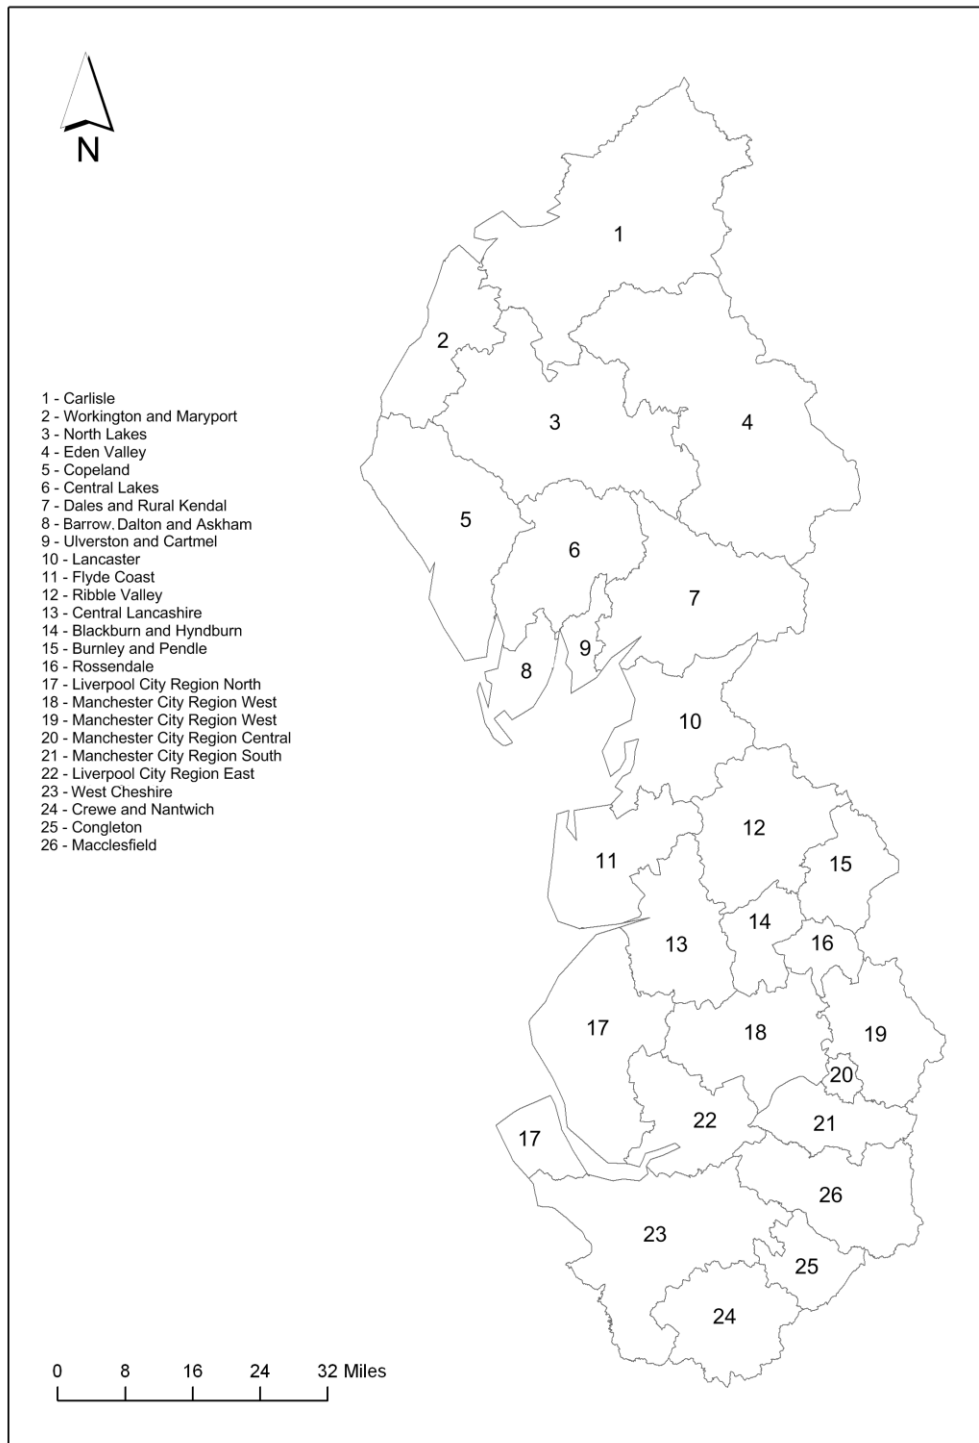 N
1
2
3
4
5
6
7
8
9
10
11
12
13
14
15
16
17
18
19
20
21
22
17
23
26
25
24
1 - Carlisle
2 - Workington and Maryport
3 - North Lakes
4 - Eden Valley
5 - Copeland
6 - Central Lakes
7 - Dales and Rural Kendal
8 - Barrow. Dalton and Askham
9 - Ulverston and Cartmel
10 - Lancaster
11 - Flyde Coast
12 - Ribble Valley
13 - Central Lancashire
14 - Blackburn and Hyndburn
15 - Burnley and Pendle
16 - Rossendale
17 - Liverpool City Region North
18 - Manchester City Region West
19 - Manchester City Region West
20 - Manchester City Region Central
21 - Manchester City Region South
22 - Liverpool City Region East
23 - West Cheshire
24 - Crewe and Nantwich
25 - Congleton
26 - Macclesfield
0 8 16 24 32 Miles